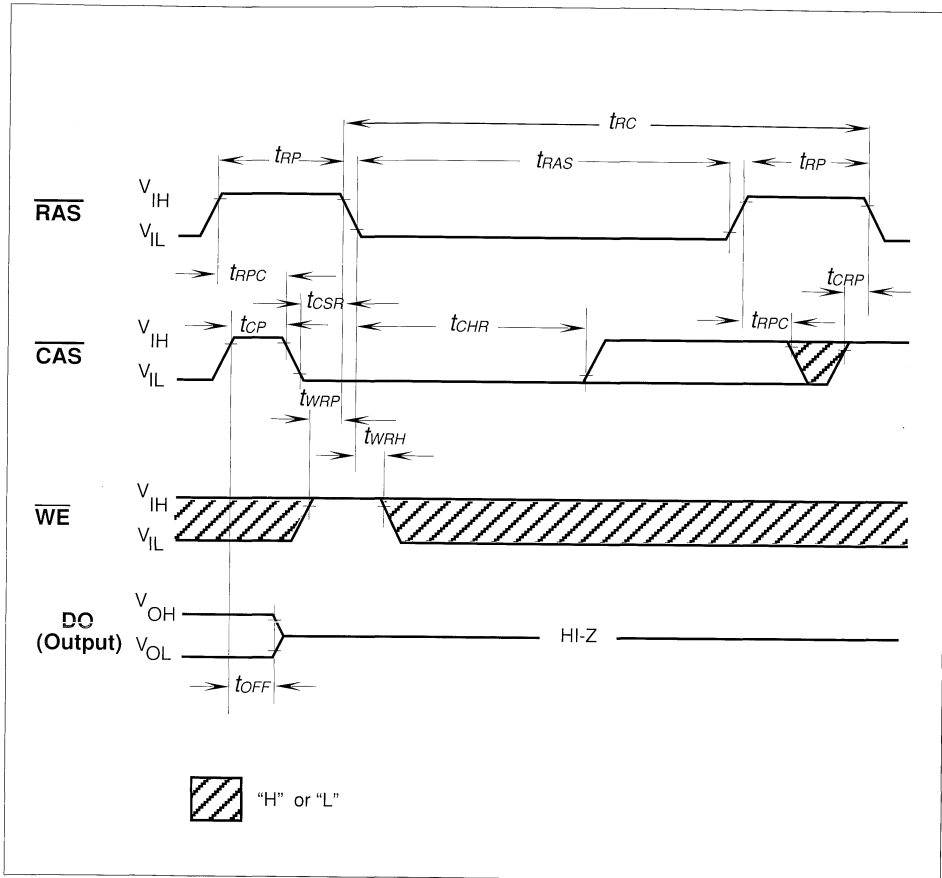 tRC
tRP
tRAS
tRP
RAS
VIH
VIL
tRPC
tCSR
tCRP
tCP
tCHR
tRPC
CAS
VIH
VIL
tWRP
tWRH
WE
VIH
VIL
DO
(Output)
VOH
VOL
HI-Z
tOFF
“H” or “L”